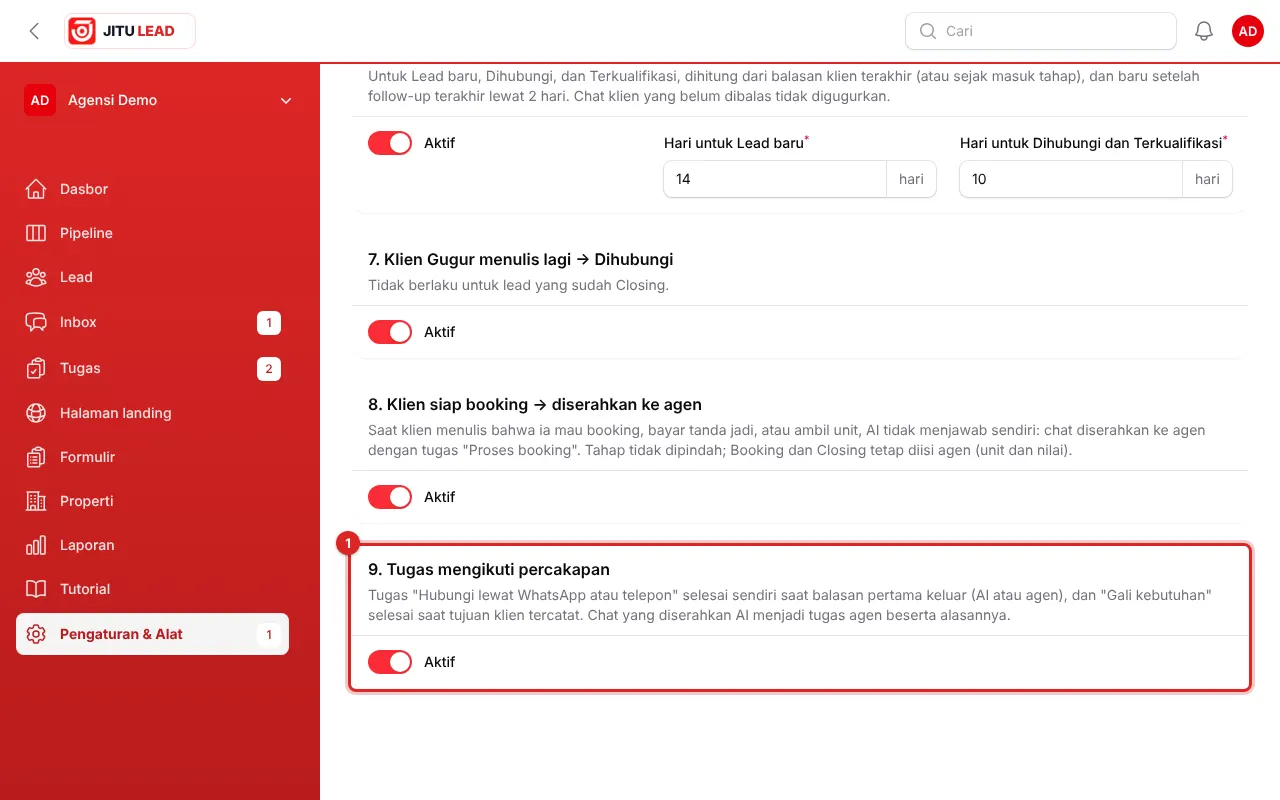 JITU LEAD
Cari
AD
AD
Agensi Demo
Dasbor
Pipeline
Lead
Inbox
1
Tugas
2
Halaman landing
Formulir
Properti
Laporan
Tutorial
Pengaturan & Alat
1
Untuk Lead baru, Dihubungi, dan Terkualifikasi, dihitung dari balasan klien terakhir (atau sejak masuk tahap), dan baru setelah
follow-up terakhir lewat 2 hari. Chat klien yang belum dibalas tidak digugurkan.
Aktif
Hari untuk Lead baru*
14
hari
Hari untuk Dihubungi dan Terkualifikasi*
10
hari
7. Klien Gugur menulis lagi → Dihubungi
Tidak berlaku untuk lead yang sudah Closing.
Aktif
8. Klien siap booking → diserahkan ke agen
Saat klien menulis bahwa ia mau booking, bayar tanda jadi, atau ambil unit, AI tidak menjawab sendiri: chat diserahkan ke agen
dengan tugas "Proses booking". Tahap tidak dipindah; Booking dan Closing tetap diisi agen (unit dan nilai).
Aktif
1
9. Tugas mengikuti percakapan
Tugas "Hubungi lewat WhatsApp atau telepon" selesai sendiri saat balasan pertama keluar (AI atau agen), dan "Gali kebutuhan"
selesai saat tujuan klien tercatat. Chat yang diserahkan AI menjadi tugas agen beserta alasannya.
Aktif